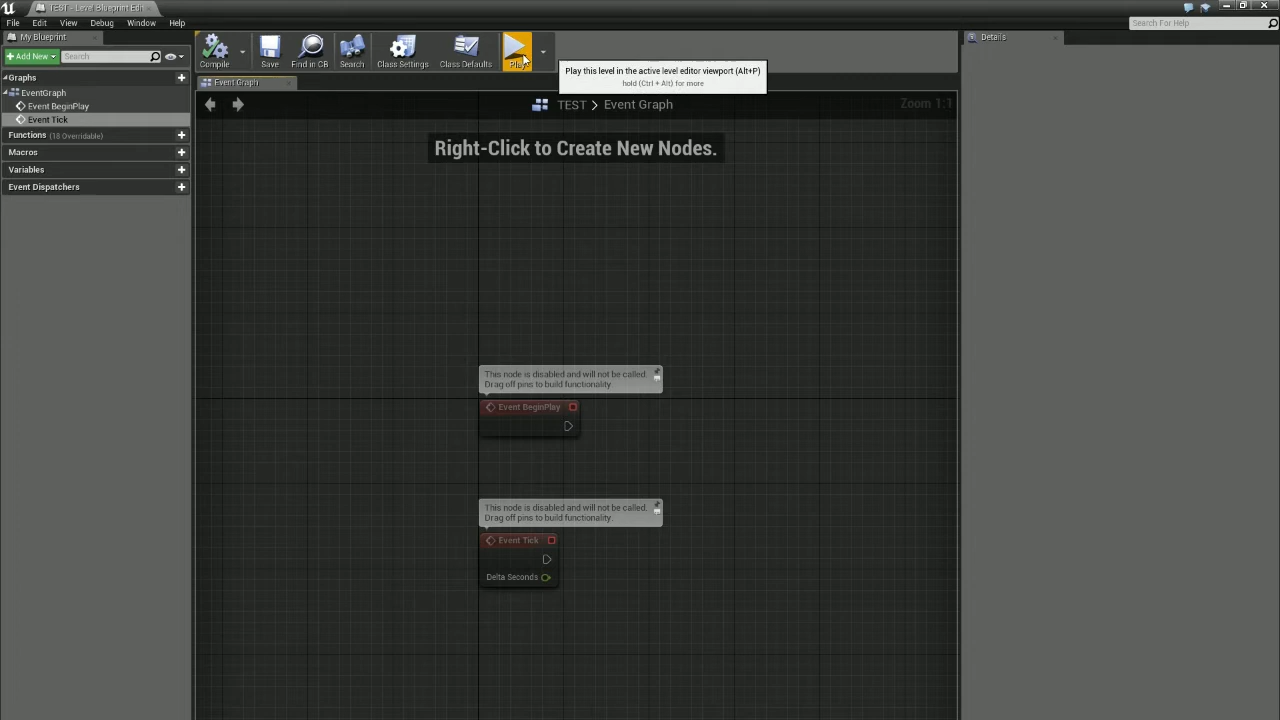 TEST - Level Blueprint Edit
File Edit View Debug Window Help
Search For Help
My Blueprint
Add New
Search
Compile
Save
Find in CB
Search
Class Settings
Class Defaults
Play
Details
Play this level in the active level editor viewport (Alt+P)
hold (Ctrl + Alt) for more
Event Graph
TEST > Event Graph
Zoom 1:1
Graphs
EventGraph
Event BeginPlay
Event Tick
Functions (18 Overridable)
Macros
Variables
Event Dispatchers
Right-Click to Create New Nodes.
This node is disabled and will not be called.
Drag off pins to build functionality.
Event BeginPlay
This node is disabled and will not be called.
Drag off pins to build functionality.
Event Tick
Delta Seconds